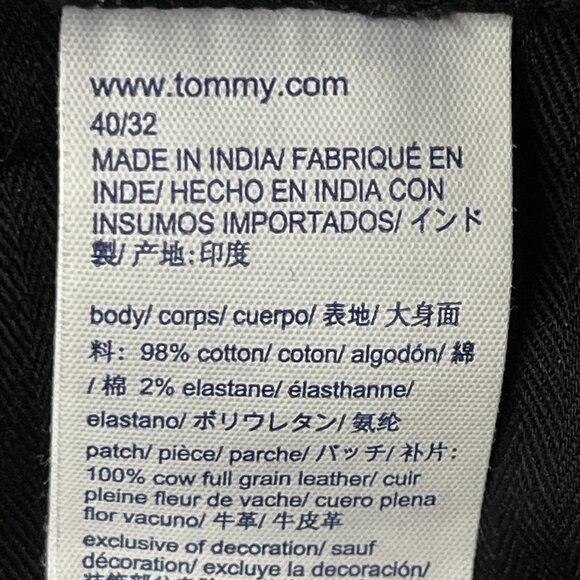 www.tommy.com
40/32
MADE IN INDIA/ FABRIQUÉ EN
INDE/ HECHO EN INDIA CON
INSUMOS IMPORTADOS/ インド
製/ 产地:印度
body/ corps/ cuerpo/ 表地/ 大身面
料: 98% cotton/ coton/ algodón/ 綿
/ 棉 2% elastane/ élasthanne/
elastano/ ポリウレタン/ 氨纶
patch/ pièce/ parche/ パッチ/ 补片:
100% cow full grain leather/ cuir
pleine fleur de vache/ cuero plena
flor vacuno/ 牛革/ 牛皮革
exclusive of decoration/ sauf
décoration/ excluye la decoración/